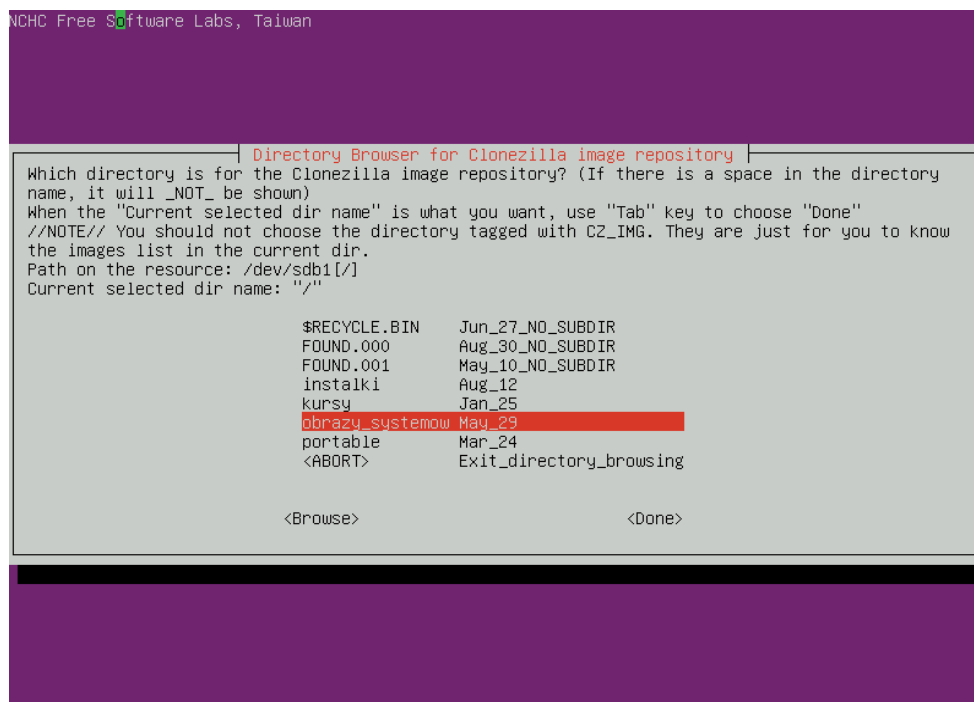 NCHC Free Software Labs, Taiwan
Directory Browser for Clonezilla image repository
Which directory is for the Clonezilla image repository? (If there is a space in the directory
name, it will _NOT_ be shown)
When the "Current selected dir name" is what you want, use "Tab" key to choose "Done"
//NOTE// You should not choose the directory tagged with CZ_IMG. They are just for you to know
the images list in the current dir.
Path on the resource: /dev/sdb1[/]
Current selected dir name: "/"
$RECYCLE.BIN Jun_27_NO_SUBDIR
FOUND.000 Aug_30_NO_SUBDIR
FOUND.001 May_10_NO_SUBDIR
instalki Aug_12
kursy Jan_25
obrazy_systemow May_29
portable Mar_24
<ABORT> Exit_directory_browsing
<Browse> <Done>